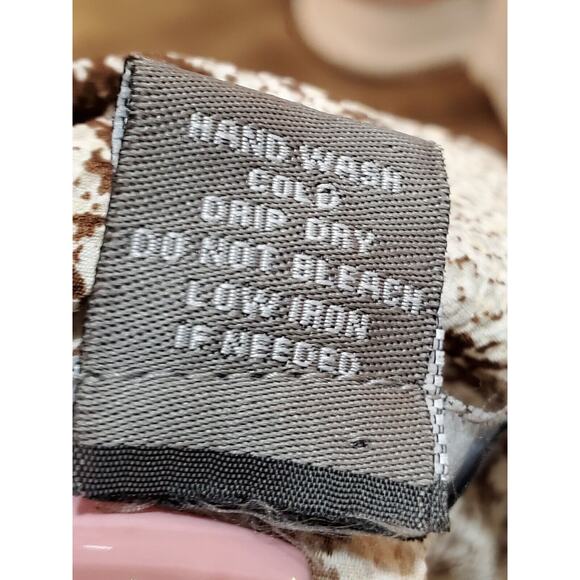 HAND WASH
COLD
DRIP DRY
DO NOT BLEACH
LOW IRON
IF NEEDED